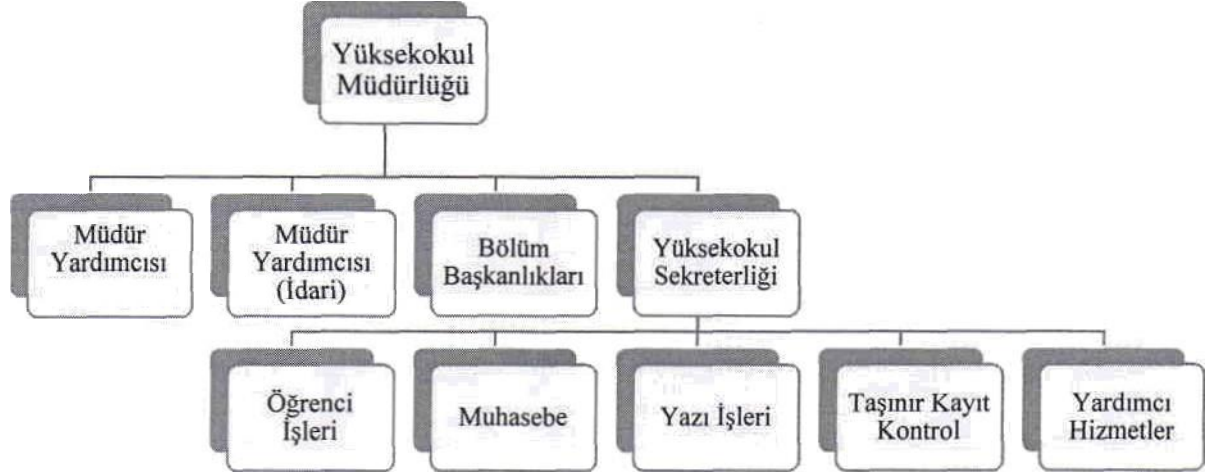 Yüksekokul
Müdürlüğü
Müdür
Yardımcısı
Müdür
Yardımcısı
(İdari)
Bölüm
Başkanlıkları
Yüksekokul
Sekreterliği
Öğrenci
İşleri
Muhasebe
Yazı İşleri
Taşınır Kayıt
Kontrol
Yardımcı
Hizmetler